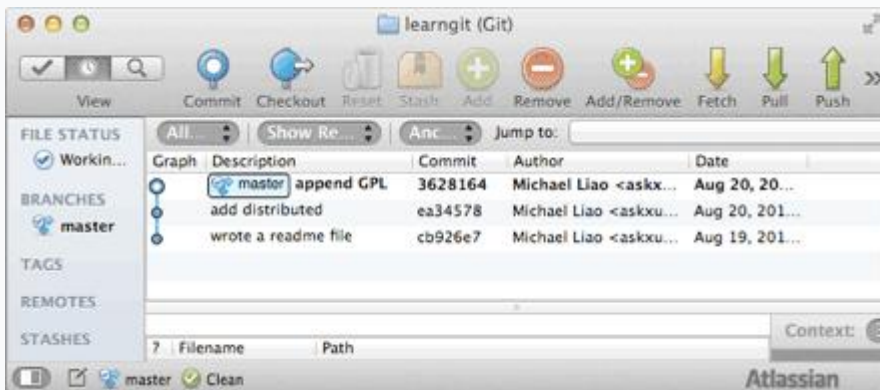 learngit (Git)
View Commit Checkout Reset Stash Add Remove Add/Remove Fetch Pull Push
FILE STATUS
Workin...
BRANCHES
master
TAGS
REMOTES
STASHES
All... Show Re... Anc... Jump to:
Graph Description Commit Author Date
master append GPL 3628164 Michael Liao <askx... Aug 20, 20...
add distributed ea34578 Michael Liao <askxu... Aug 20, 201...
wrote a readme file cb926e7 Michael Liao <askxu... Aug 19, 201...
Context:
? Filename Path
master Clean Atlassian